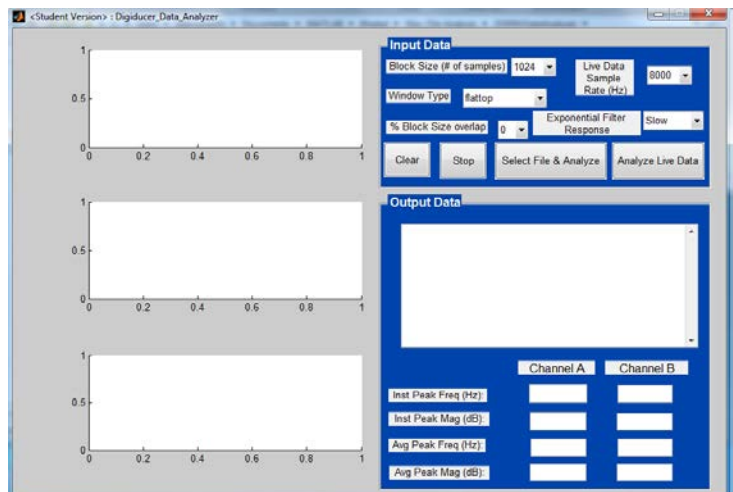 <Student Version> : Digiducer_Data_Analyzer
1
0.5
0
0 0.2 0.4 0.6 0.8 1
1
0.5
0
0 0.2 0.4 0.6 0.8 1
1
0.5
0
0 0.2 0.4 0.6 0.8 1
Input Data
Block Size (# of samples) 1024
Live Data
Sample
Rate (Hz)
8000
Window Type flattop
% Block Size overlap 0
Exponential Filter
Response
Slow
Clear Stop Select File & Analyze Analyze Live Data
Output Data
Channel A Channel B
Inst Peak Freq (Hz):
Inst Peak Mag (dB):
Avg Peak Freq (Hz):
Avg Peak Mag (dB):